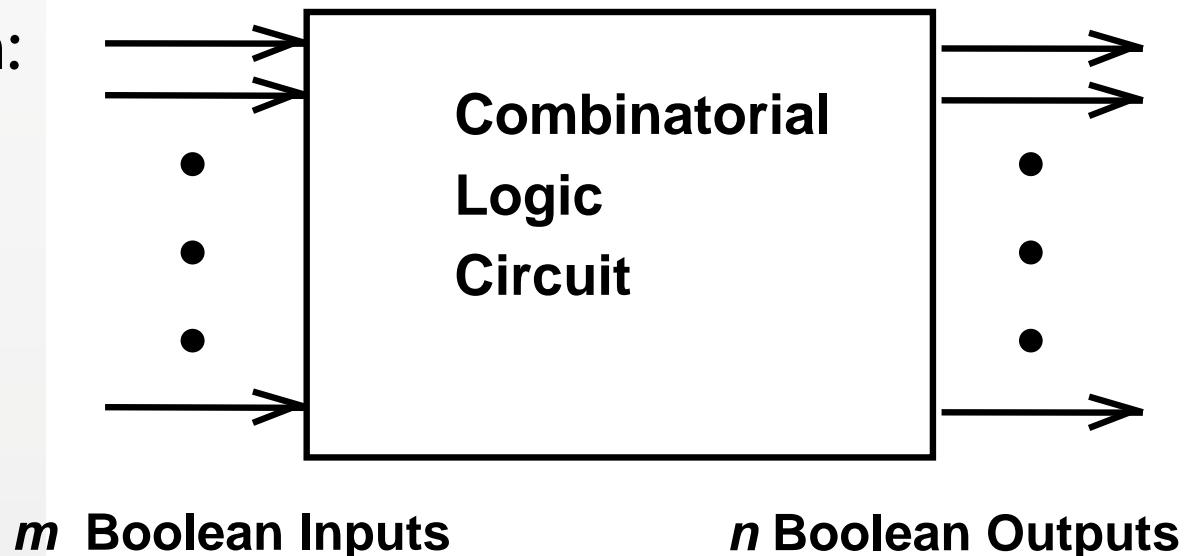 :
Combinatorial
Logic
Circuit
m Boolean Inputs
n Boolean Outputs